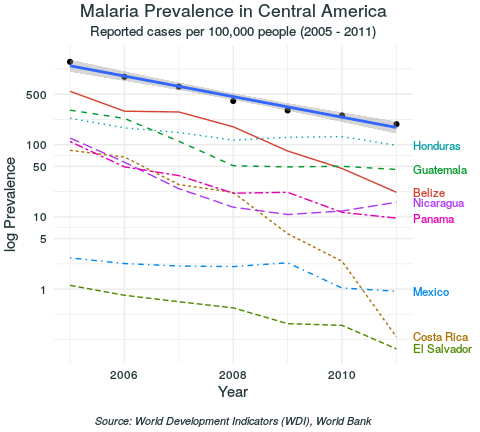 Malaria Prevalence in Central America
Reported cases per 100,000 people (2005 - 2011)
log Prevalence
500
100
50
10
5
1
Honduras
Guatemala
Belize
Nicaragua
Panama
Mexico
Costa Rica
El Salvador
2006
2008
2010
Year
Source: World Development Indicators (WDI), World Bank